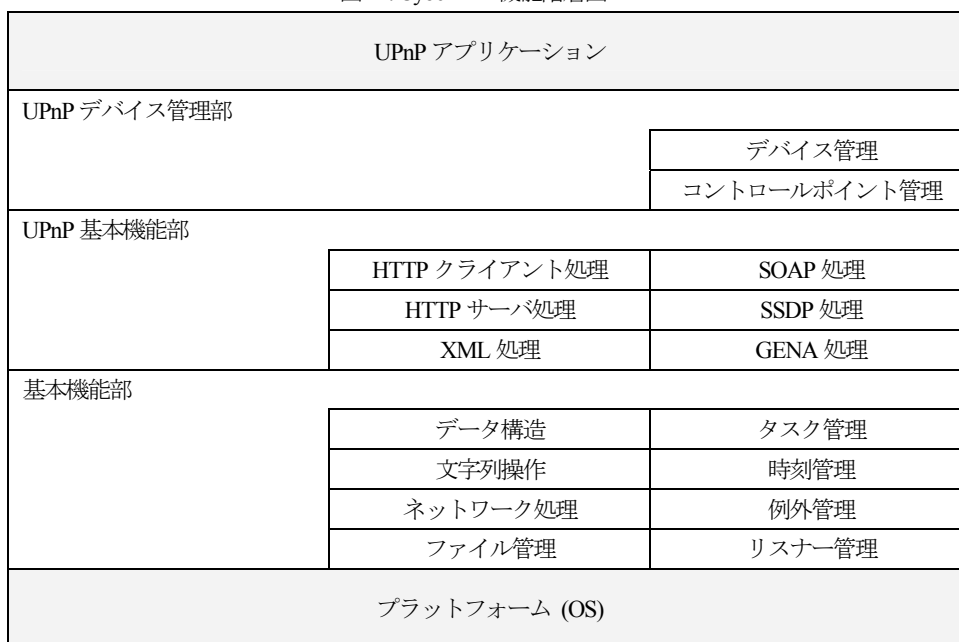 UPnP アプリケーション
UPnP デバイス管理部
デバイス管理
コントロールポイント管理
UPnP 基本機能部
HTTP クライアント処理 SOAP 処理
HTTP サーバ処理 SSDP 処理
XML 処理 GENA 処理
基本機能部
データ構造 タスク管理
文字列操作 時刻管理
ネットワーク処理 例外管理
ファイル管理 リスナー管理
プラットフォーム (OS)